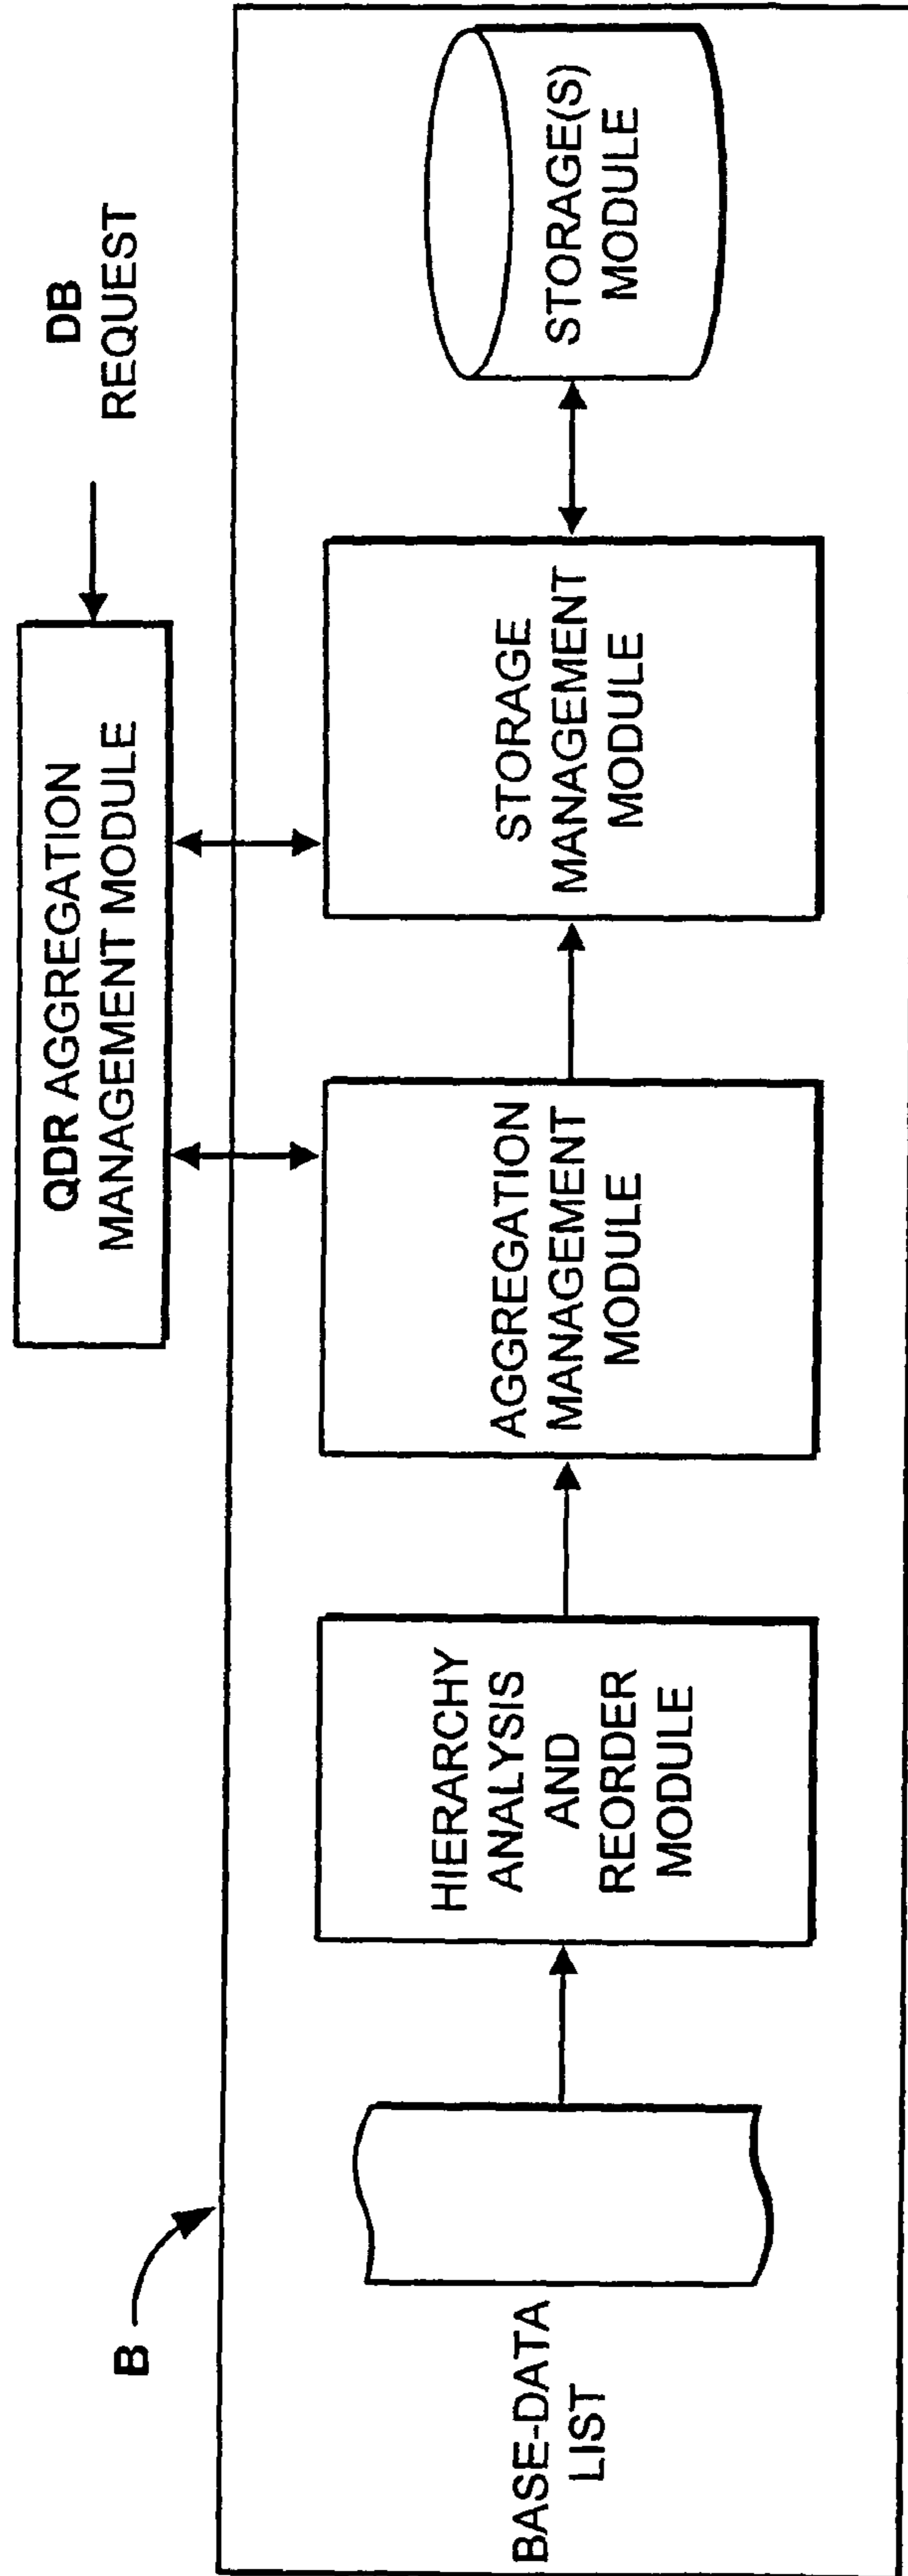 DB
REQUEST
QDR AGGREGATION
MANAGEMENT MODULE
B
BASE-DATA
LIST
HIERARCHY
ANALYSIS
AND
REORDER
MODULE
AGGREGATION
MANAGEMENT
MODULE
STORAGE
MANAGEMENT
MODULE
STORAGE(S)
MODULE